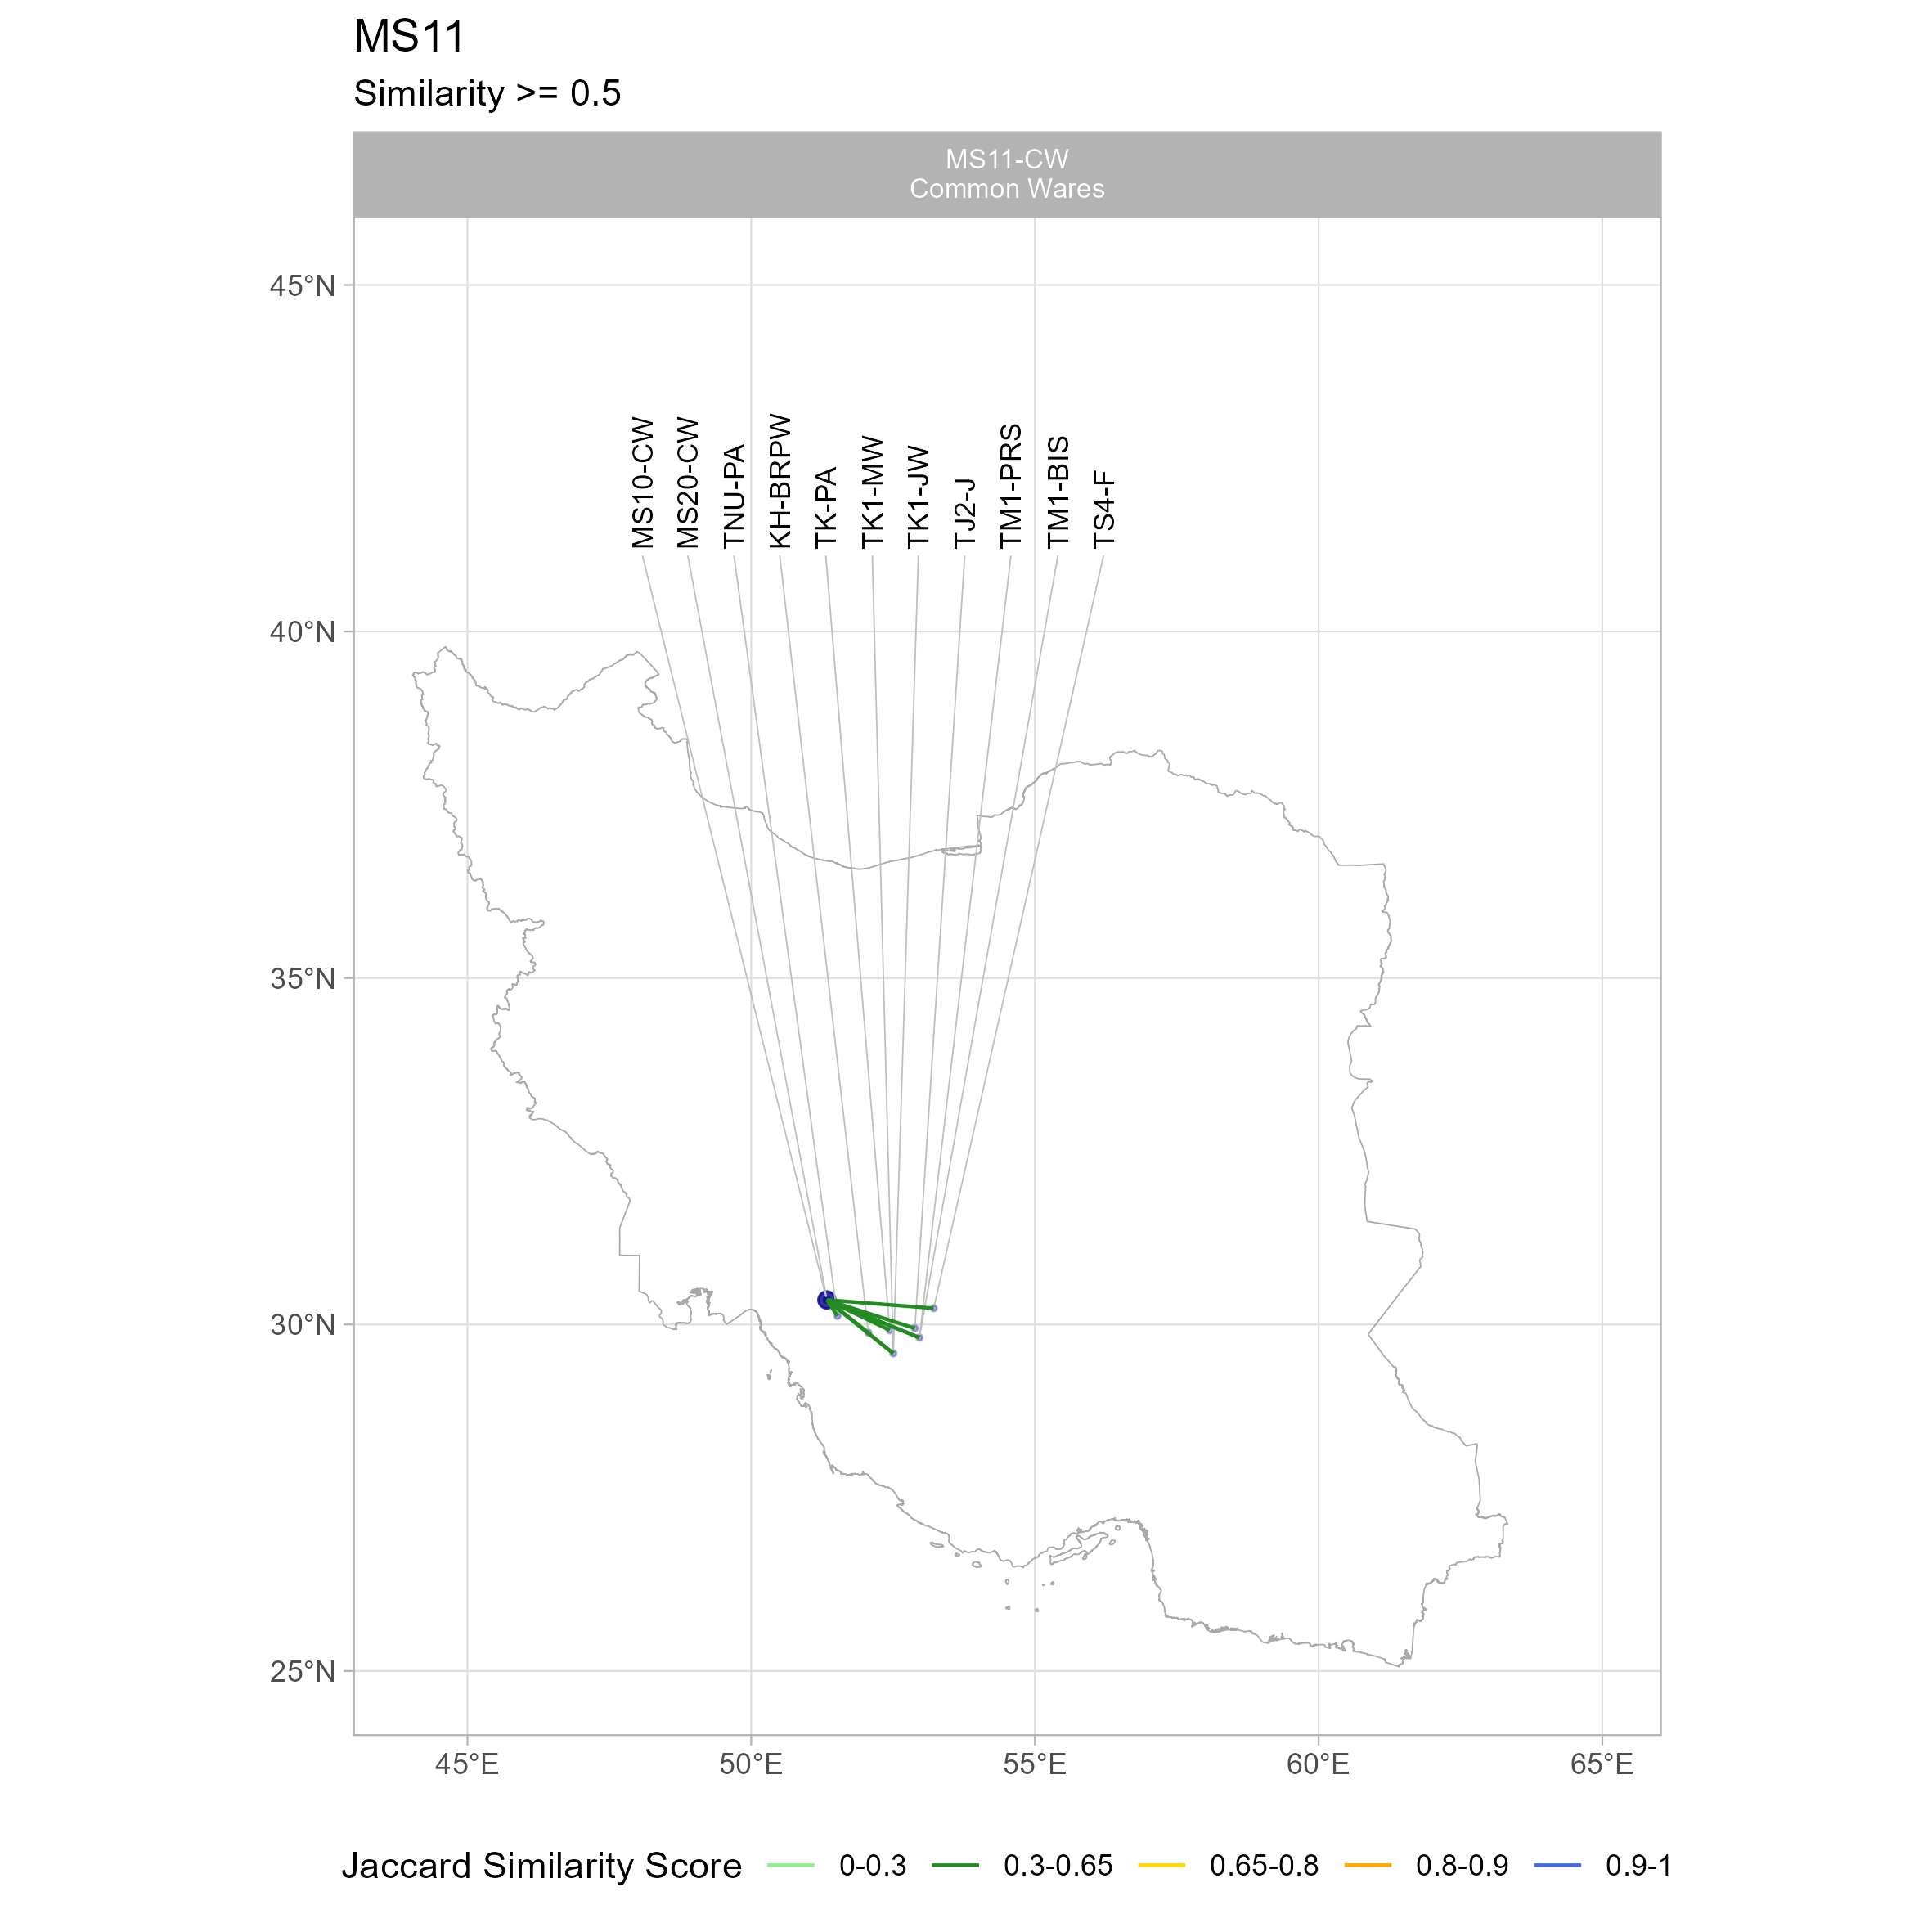 MS11
Similarity >= 0.5
MS11-CW
Common Wares
45°N
40°N
35°N
30°N
25°N
MS10-CW
MS20-CW
TNU-PA
KH-BRPW
TK-PA
TK1-MW
TK1-JW
TJ2-J
TM1-PRS
TM1-BIS
TS4-F
45°E 50°E 55°E 60°E 65°E
Jaccard Similarity Score 0-0.3 0.3-0.65 0.65-0.8 0.8-0.9 0.9-1